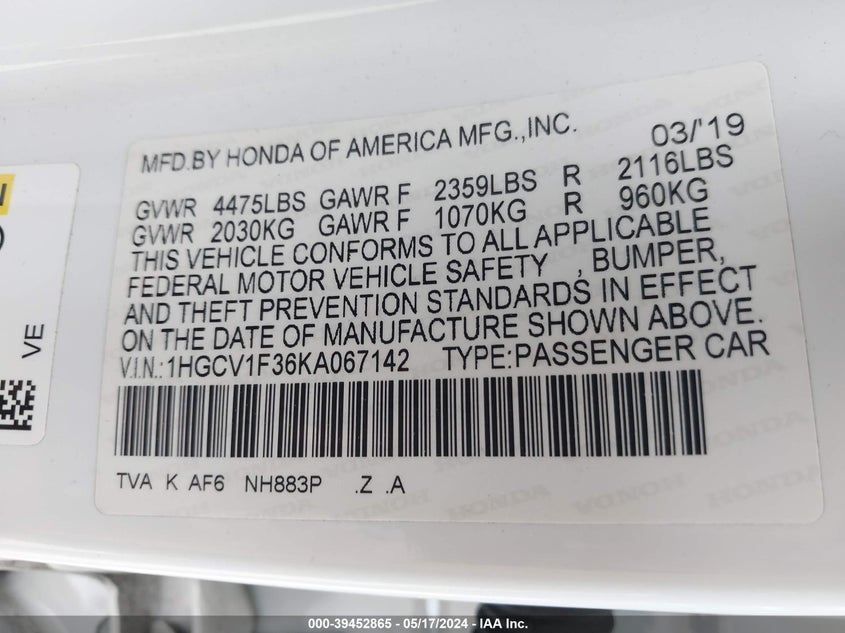 MFD.BY HONDA OF AMERICA MFG.,INC. 03/'19
GVWR 4475LBS GAWR F 2359LBS R 2116LBS
GVWR 2030KG GAWR F 1070KG R 960KG
THIS VEHICLE CONFORMS TO ALL APPLICABLE
FEDERAL MOTOR VEHICLE SAFETY , BUMPER,
AND THEFT PREVENTION STANDARDS IN EFFECT
ON THE DATE OF MANUFACTURE SHOWN ABOVE.
V.I.N.:1HGCV1F36KA067142 TYPE:PASSENGER CAR
TVA K AF6 NH883P .Z .A
VE
000-39452865 - 05/17/2024 - IAA Inc.